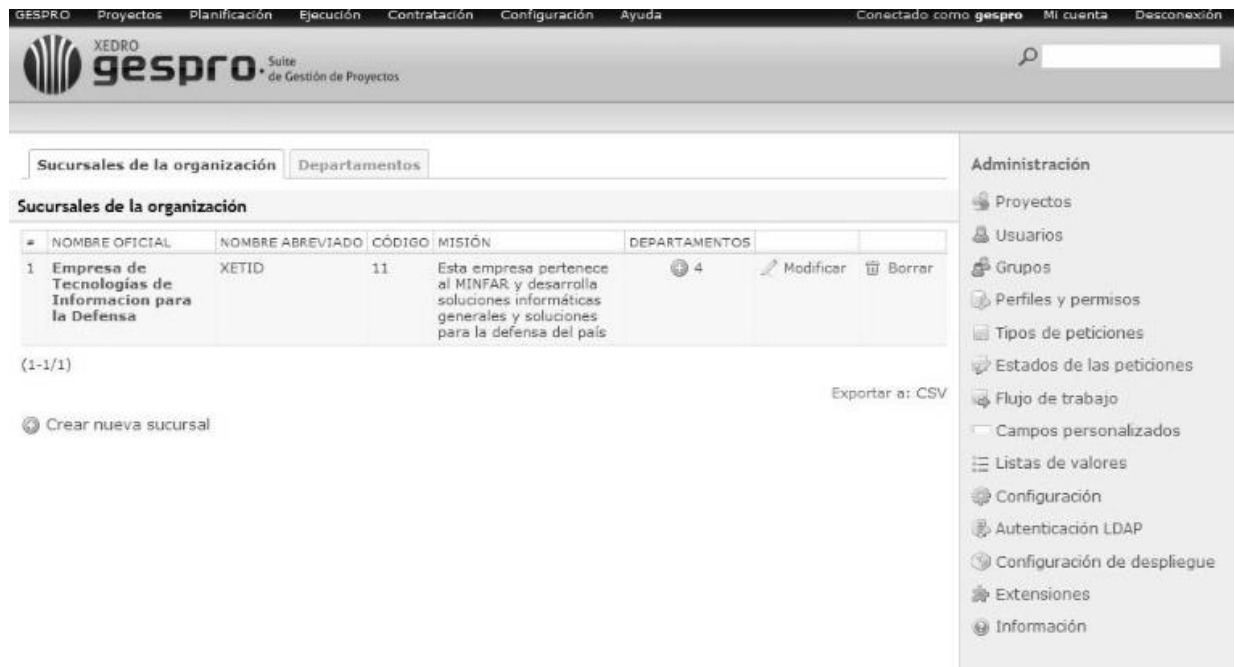 GESPRO Proyectos Planificación Ejecución Contratación Configuración Ayuda Conectado como gespro Mi cuenta Desconexión
XEDRO
gespro. Suite
de Gestión de Proyectos
Sucursales de la organización Departamentos
Sucursales de la organización
# NOMBRE OFICIAL NOMBRE ABREVIADO CÓDIGO MISIÓN DEPARTAMENTOS
1 Empresa de XETID 11 Esta empresa pertenece 4 Modificar Borrar
Tecnologías de al MINFAR y desarrolla
Informacion para soluciones informáticas
la Defensa generales y soluciones
para la defensa del país
(1-1/1)
Exportar a: CSV
Crear nueva sucursal
Administración
Proyectos
Usuarios
Grupos
Perfiles y permisos
Tipos de peticiones
Estados de las peticiones
Flujo de trabajo
Campos personalizados
Listas de valores
Configuración
Autenticación LDAP
Configuración de despliegue
Extensiones
Información